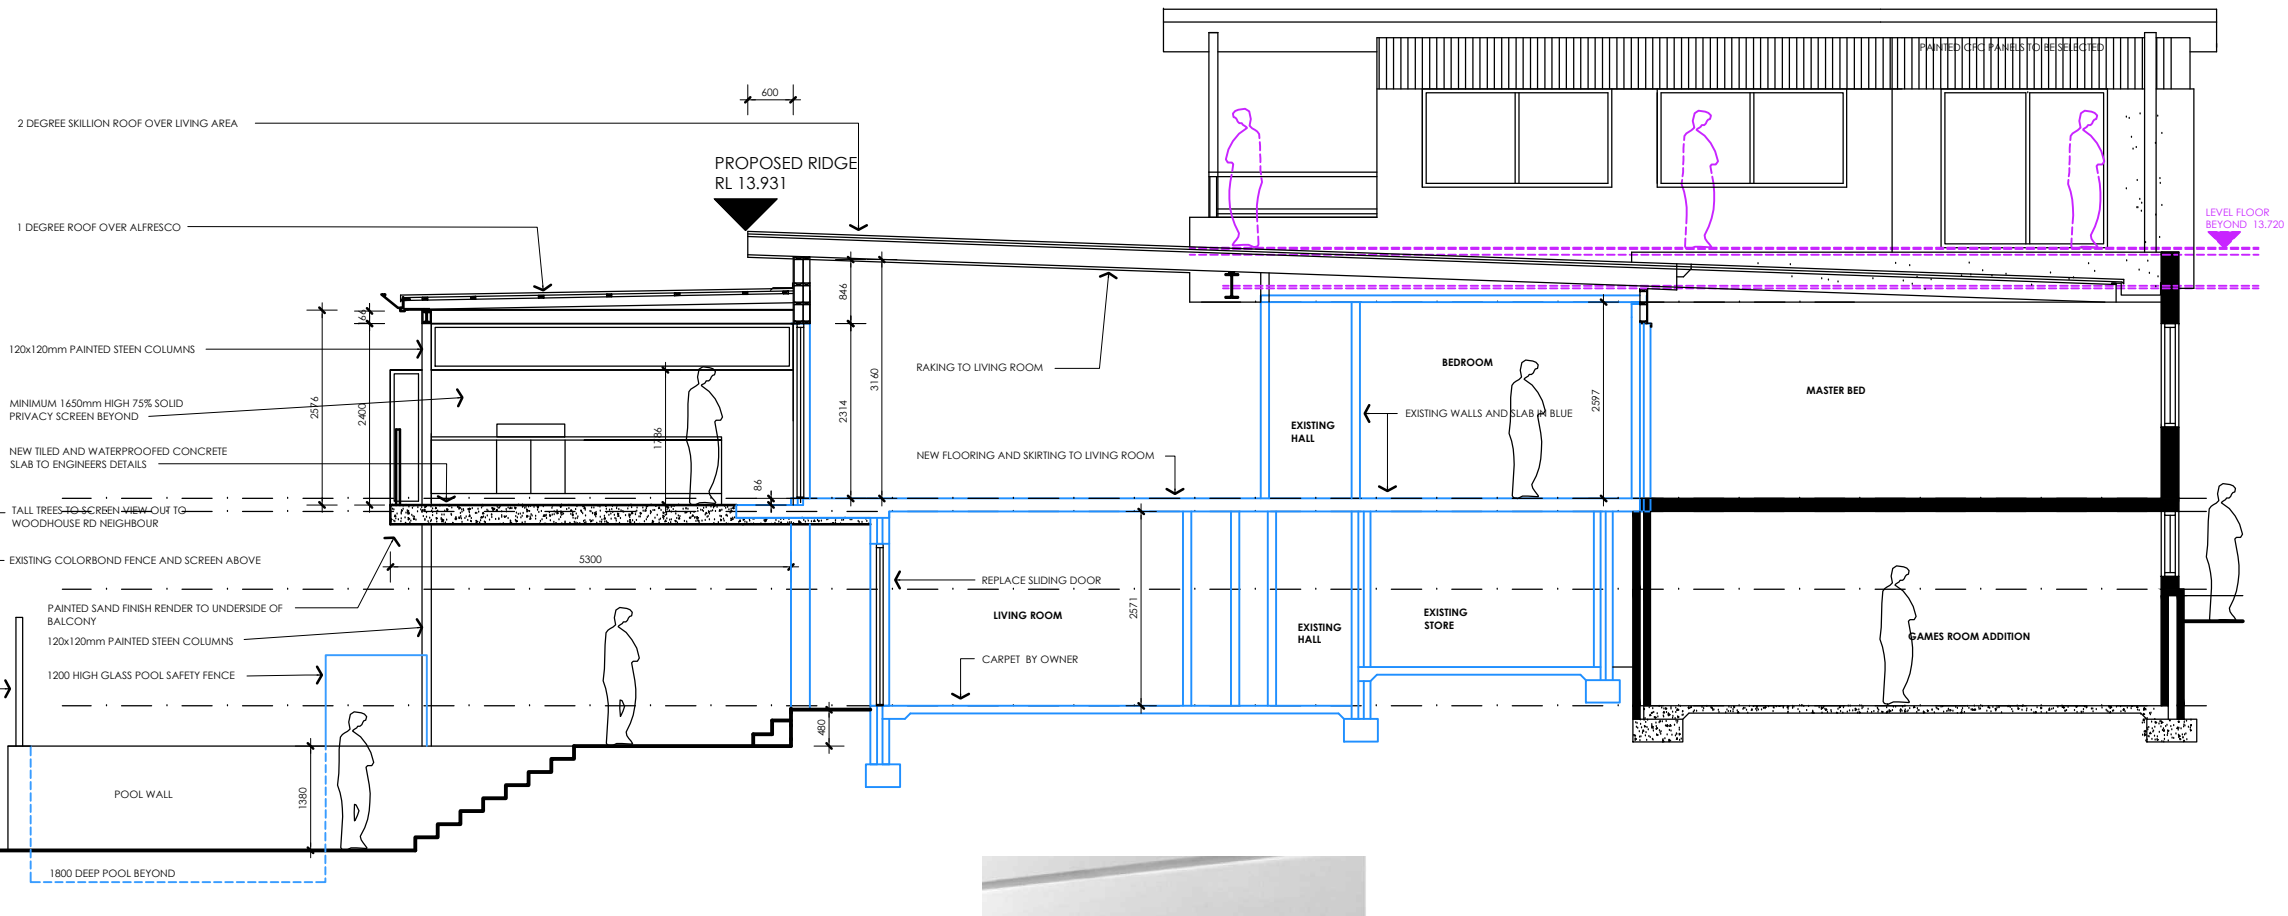 PAINTED CFC PANELS TO BE SELECTED
600
2 DEGREE SKILLION ROOF OVER LIVING AREA
PROPOSED RIDGE
RL 13.931
LEVEL FLOOR
BEYOND 13.720
1 DEGREE ROOF OVER ALFRESCO
846
166
120x120mm PAINTED STEEN COLUMNS
RAKING TO LIVING ROOM
BEDROOM
MASTER BED
3160
2576
2400
2314
2597
MINIMUM 1650mm HIGH 75% SOLID
PRIVACY SCREEN BEYOND
EXISTING WALLS AND SLAB IN BLUE
EXISTING
HALL
1786
NEW TILED AND WATERPROOFED CONCRETE
SLAB TO ENGINEERS DETAILS
NEW FLOORING AND SKIRTING TO LIVING ROOM
86
TALL TREES TO SCREEN VIEW OUT TO
WOODHOUSE RD NEIGHBOUR
EXISTING COLORBOND FENCE AND SCREEN ABOVE
5300
REPLACE SLIDING DOOR
PAINTED SAND FINISH RENDER TO UNDERSIDE OF
BALCONY
LIVING ROOM
2571
EXISTING
STORE
EXISTING
HALL
GAMES ROOM ADDITION
120x120mm PAINTED STEEN COLUMNS
CARPET BY OWNER
1200 HIGH GLASS POOL SAFETY FENCE
480
POOL WALL
1380
1800 DEEP POOL BEYOND